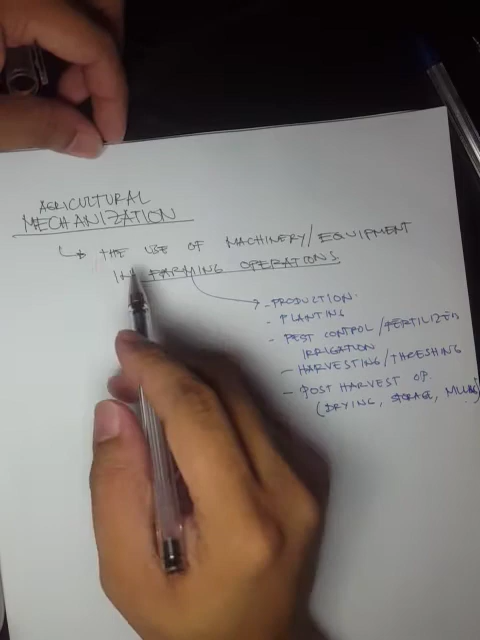 AGRICULTURAL
MECHANIZATION
↳ THE USE OF MACHINERY/EQUIPMENT
IN FARMING OPERATIONS.
- PRODUCTION.
- PLANTING
- PEST CONTROL/FERTILIZER
IRRIGATION
- HARVESTING/THRESHING
- POST HARVEST OP.
(DRYING, STORAGE, MILLING)